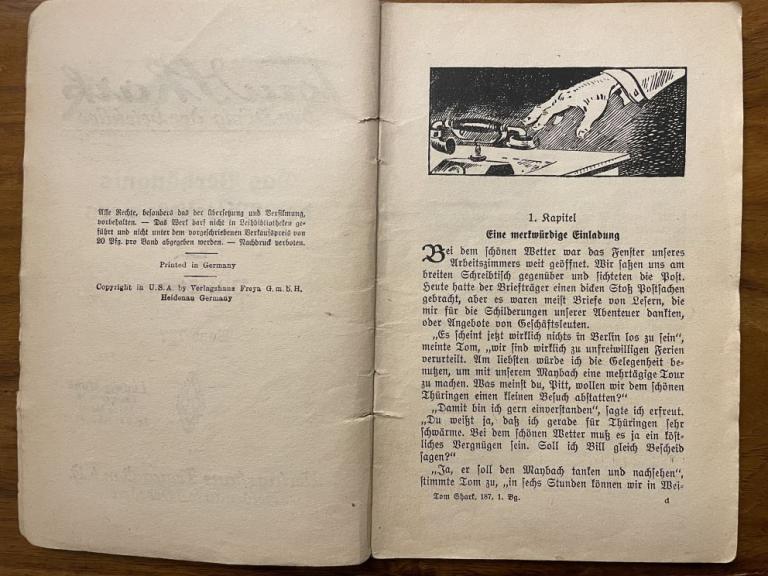 Alle Rechte, besonders das der Übersetzung und Verfilmung,
vorbehalten. — Das Werk darf nicht in Leihbibliotheken ge-
führt und nicht unter dem vorgeschriebenen Verkaufspreis von
20 Pfg. pro Band abgegeben werden. — Nachdruck verboten.
Printed in Germany
Copyright in U.S.A by Verlagshaus Freya G.m.b.H.
Heidenau Germany
1. Kapitel
Eine merkwürdige Einladung
Bei dem schönen Wetter war das Fenster unseres
Arbeitszimmers weit geöffnet. Wir saßen uns am
breiten Schreibtisch gegenüber und sichteten die Post.
Heute hatte der Briefträger einen dicken Stoß Postsachen
gebracht, aber es waren meist Briefe von Lesern, die
mir für die Schilderungen unserer Abenteuer dankten,
oder Angebote von Geschäftsleuten.
„Es scheint jetzt wirklich nichts in Berlin los zu sein",
meinte Tom, „wir sind wirklich zu unfreiwilligen Ferien
verurteilt. Am liebsten würde ich die Gelegenheit be-
nutzen, um mit unserem Maybach eine mehrtägige Tour
zu machen. Was meinst du, Pitt, wollen wir dem schönen
Thüringen einen kleinen Besuch abstatten?"
„Damit bin ich gern einverstanden", sagte ich erfreut.
„Du weißt ja, daß ich gerade für Thüringen sehr
schwärme. Bei dem schönen Wetter muß es ja ein köst-
liches Vergnügen sein. Soll ich Bill gleich Bescheid
sagen?"
„Ja, er soll den Maybach tanken und nachsehen",
stimmte Tom zu, „in sechs Stunden können wir in Wei-
Tom Shark, 187, 1. Bg.
d